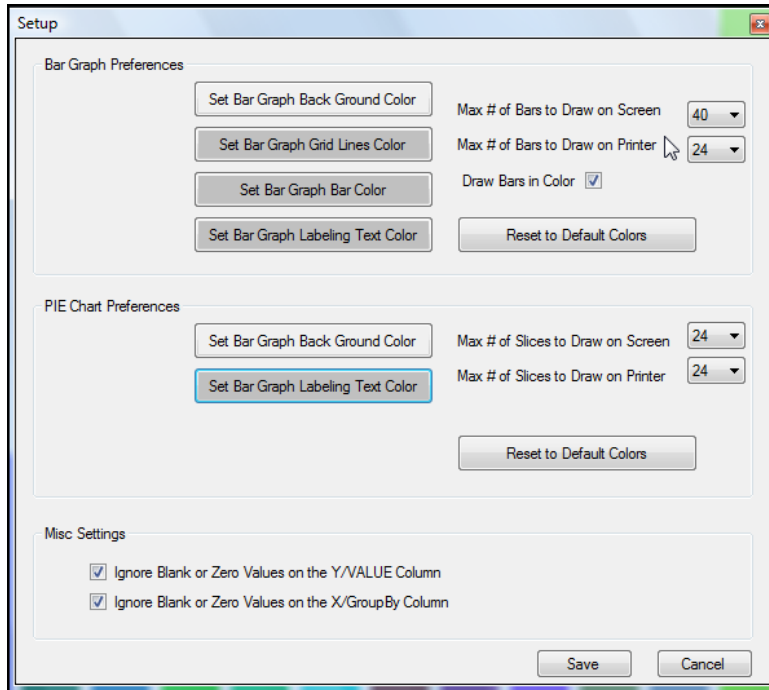 Setup
Bar Graph Preferences
Set Bar Graph Back Ground Color
Max # of Bars to Draw on Screen 40
Set Bar Graph Grid Lines Color
Max # of Bars to Draw on Printer 24
Set Bar Graph Bar Color
Draw Bars in Color
Set Bar Graph Labeling Text Color
Reset to Default Colors
PIE Chart Preferences
Set Bar Graph Back Ground Color
Max # of Slices to Draw on Screen 24
Set Bar Graph Labeling Text Color
Max # of Slices to Draw on Printer 24
Reset to Default Colors
Misc Settings
Ignore Blank or Zero Values on the Y/VALUE Column
Ignore Blank or Zero Values on the X/GroupBy Column
Save Cancel